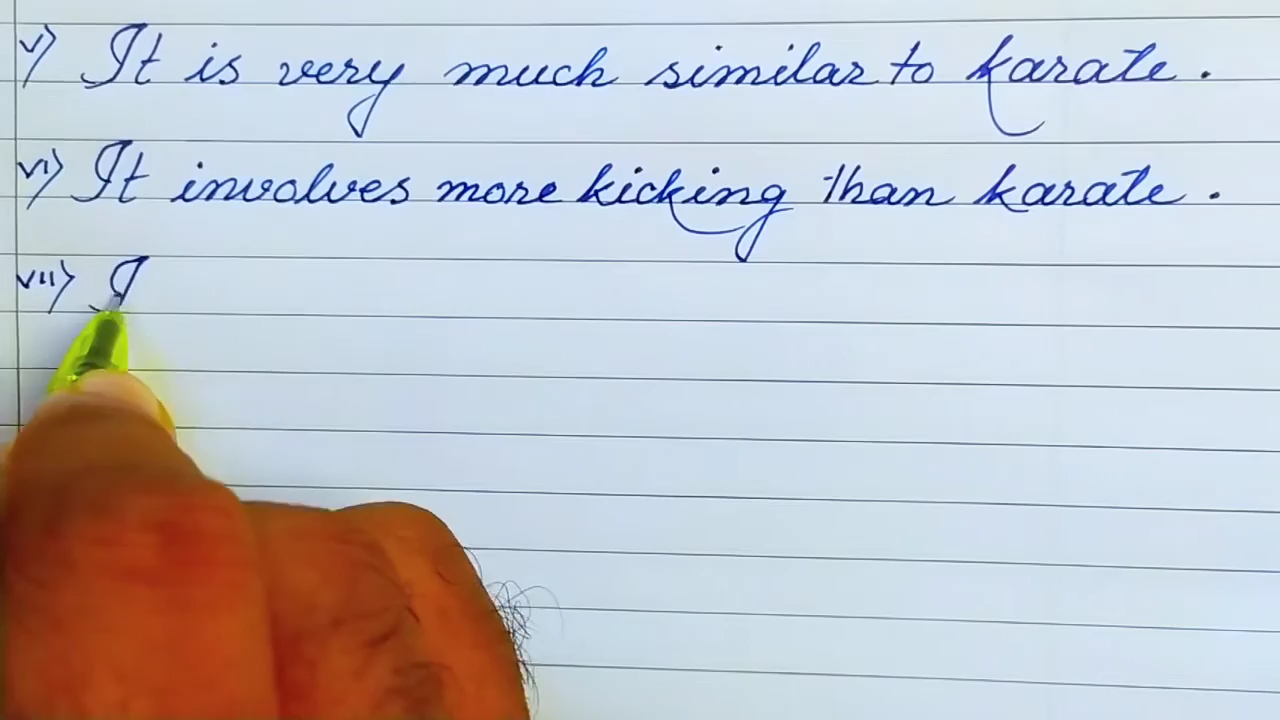 v) It is very much similar to karate.
vi) It involves more kicking than karate.
vii) I